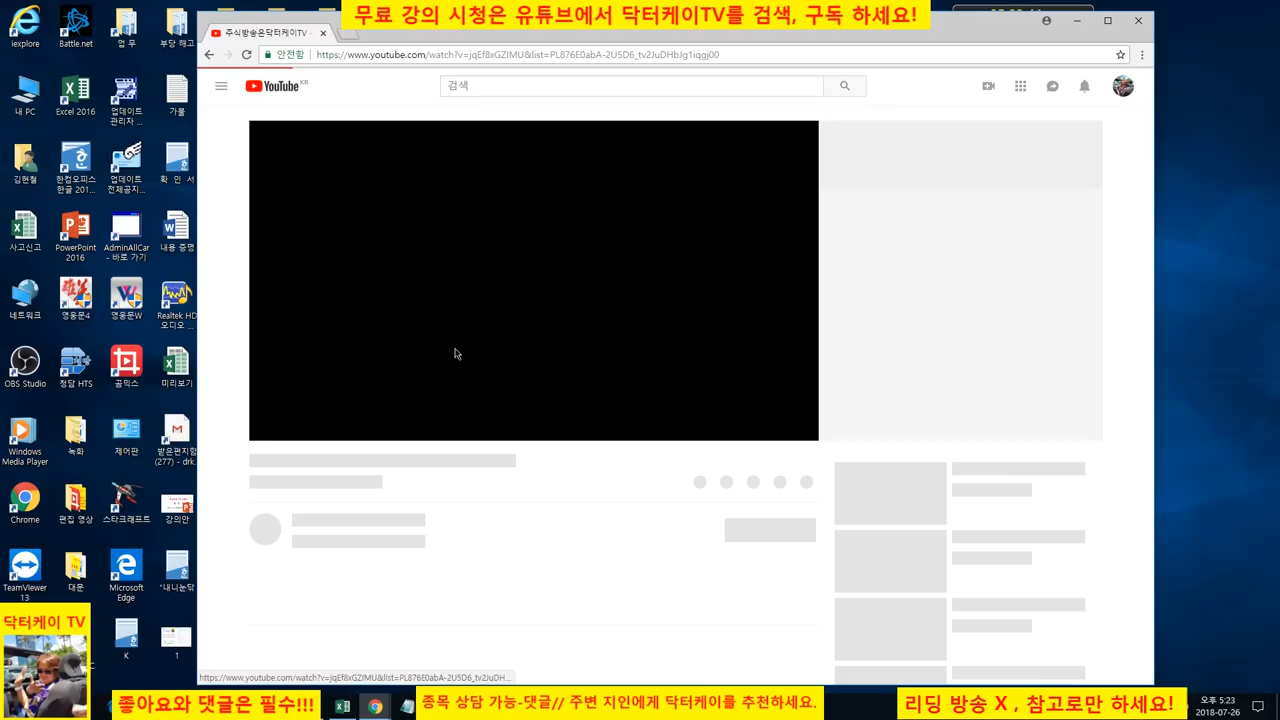 무료 강의 시청은 유튜브에서 닥터케이TV를 검색, 구독 하세요!
주식방송은닥터케이TV -
안전함
https://www.youtube.com/watch?v=jqEf8xGZIMU&list=PL876E0abA-2U5D6_tv2JuDHbJg1iqgj00
YouTube KR
검색
iexplore
Battle.net
업 무
부당 해고
내 PC
Excel 2016
업데이트
관리자 ...
가불
김현철
한컴오피스
한글 201...
업데이트
전체공지...
확 인 서
사고신고
PowerPoint
2016
AdminAllCar
- 바로 가기
내용 증명
네트워크
영웅문4
영웅문W
Realtek HD
오디오 ...
OBS Studio
청담 HTS
곰믹스
미리보기
Windows
Media Player
녹화
제어판
받은편지함
(277) - drk...
Chrome
편집 영상
스타크래프트
강의안
TeamViewer
13
대문
Microsoft
Edge
"내니눈닦
K
1
닥터케이 TV
https://www.youtube.com/watch?v=jqEf8xGZIMU&list=PL876E0abA-2U5D6_tv2JuD...
좋아요와 댓글은 필수!!!
종목 상담 가능-댓글// 주변 지인에게 닥터케이를 추천하세요.
리딩 방송 X , 참고로만 하세요!
오후 5:23
2018-07-26